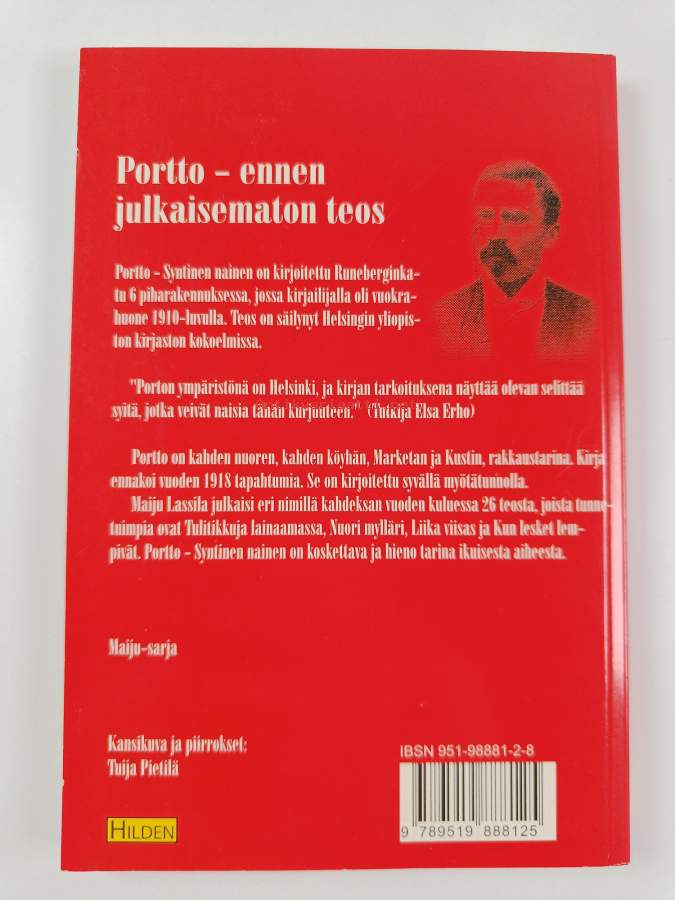 Portto – ennen
julkaisematon teos
Portto – Syntinen nainen on kirjoitettu Runeberginka-
tu 6 piharakennuksessa, jossa kirjailijalla oli vuokra-
huone 1910-luvulla. Teos on säilynyt Helsingin yliopis-
ton kirjaston kokoelmissa.
"Porton ympäristönä on Helsinki, ja kirjan tarkoituksena näyttää olevan selittää
syitä, jotka veivät naisia tähän kurjuuteen." (Tutkija Elsa Erho)
Portto on kahden nuoren, kahden köyhän, Marketan ja Kustin, rakkaustarina. Kirja
ennakoi vuoden 1918 tapahtumia. Se on kirjoitettu syvällä myötätunnolla.
Maiju Lassila julkaisi eri nimillä kahdeksan vuoden kuluessa 26 teosta, joista tunne-
tuimpia ovat Tulitikkuja lainaamassa, Nuori mylläri, Liika viisas ja Kun lesket lem-
pivät. Portto – Syntinen nainen on koskettava ja hieno tarina ikuisesta aiheesta.
Maiju-sarja
Kansikuva ja piirrokset:
Tuija Pietilä
HILDEN
IBSN 951-98881-2-8
9 789519 888125